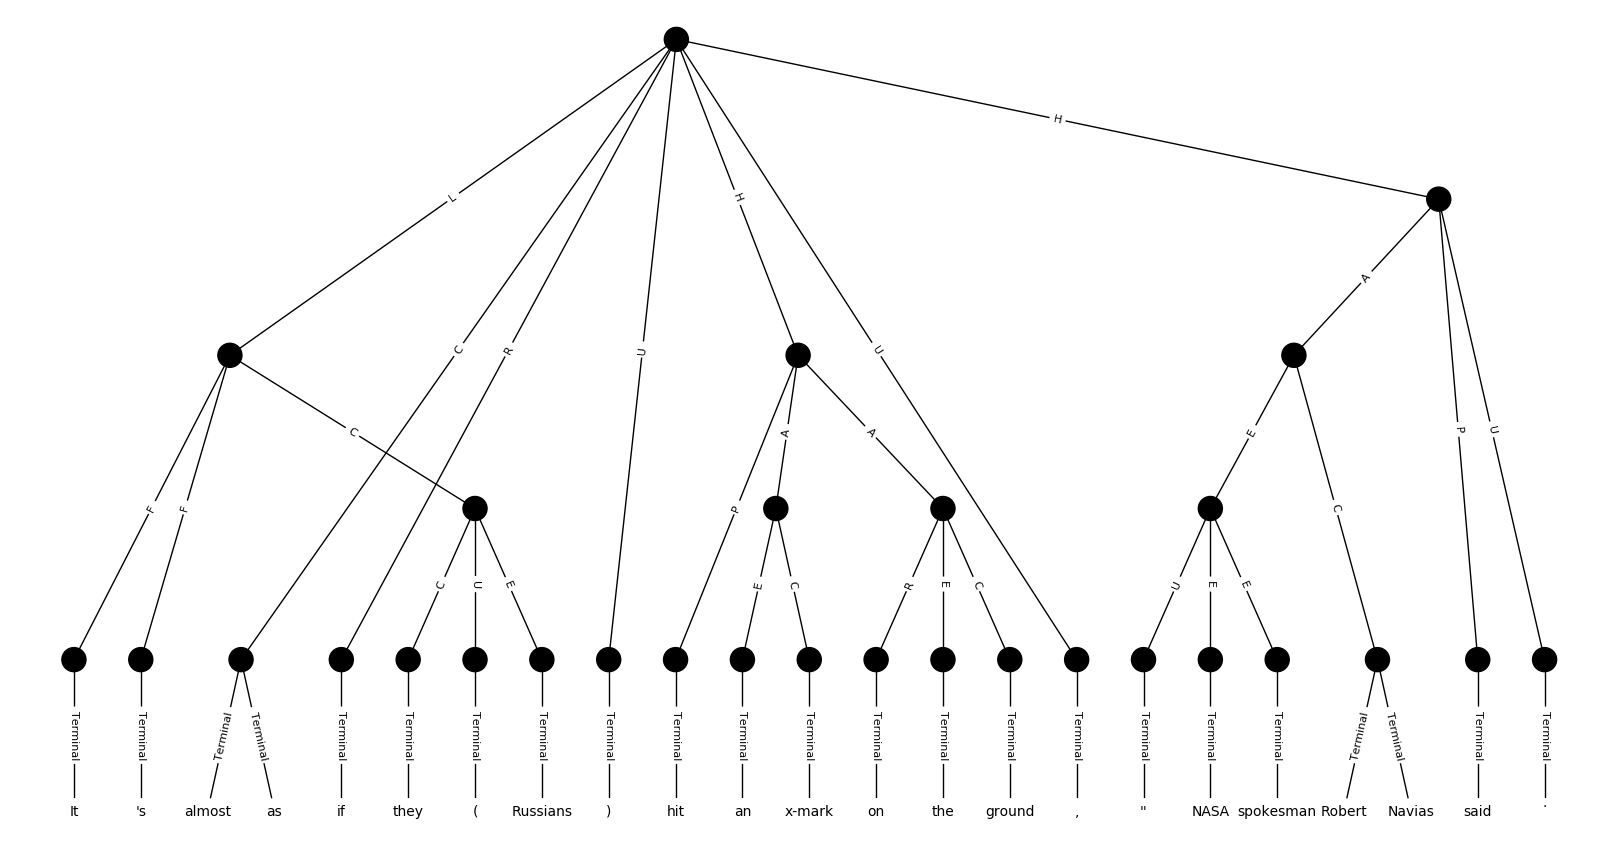 H
L
H
C
R
U
U
A
C
A
A
P
U
E
F
F
P
C
C
U
E
E
C
R
E
C
U
E
E
Terminal Terminal Terminal Terminal Terminal Terminal Terminal Terminal Terminal Terminal Terminal Terminal Terminal Terminal Terminal Terminal Terminal Terminal Terminal Terminal Terminal Terminal Terminal
It 's almost as if they ( Russians ) hit an x-mark on the ground , " NASA spokesman Robert Navias said .